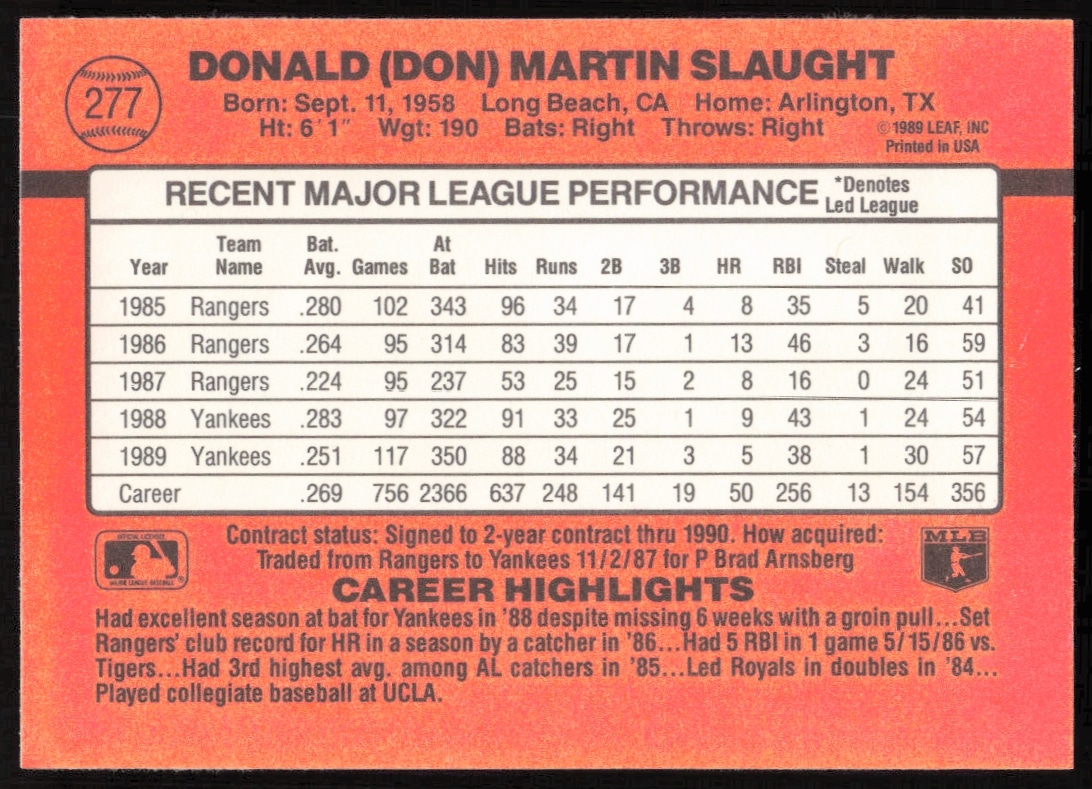 277
DONALD (DON) MARTIN SLAUGHT
Born: Sept. 11, 1958 Long Beach, CA Home: Arlington, TX
Ht: 6'1" Wgt: 190 Bats: Right Throws: Right
©1989 LEAF, INC
Printed in USA
RECENT MAJOR LEAGUE PERFORMANCE
*Denotes
Led League
Year Team Name Bat. Avg. Games At Bat Hits Runs 2B 3B HR RBI Steal Walk SO
1985 Rangers .280 102 343 96 34 17 4 8 35 5 20 41
1986 Rangers .264 95 314 83 39 17 1 13 46 3 16 59
1987 Rangers .224 95 237 53 25 15 2 8 16 0 24 51
1988 Yankees .283 97 322 91 33 25 1 9 43 1 24 54
1989 Yankees .251 117 350 88 34 21 3 5 38 1 30 57
Career .269 756 2366 637 248 141 19 50 256 13 154 356
Contract status: Signed to 2-year contract thru 1990. How acquired:
Traded from Rangers to Yankees 11/2/87 for P Brad Arnsberg
OFFICIAL LICENSEE
MAJOR LEAGUE BASEBALL
MLB
CAREER HIGHLIGHTS
Had excellent season at bat for Yankees in '88 despite missing 6 weeks with a groin pull...Set
Rangers' club record for HR in a season by a catcher in '86...Had 5 RBI in 1 game 5/15/86 vs.
Tigers...Had 3rd highest avg. among AL catchers in '85...Led Royals in doubles in '84...
Played collegiate baseball at UCLA.